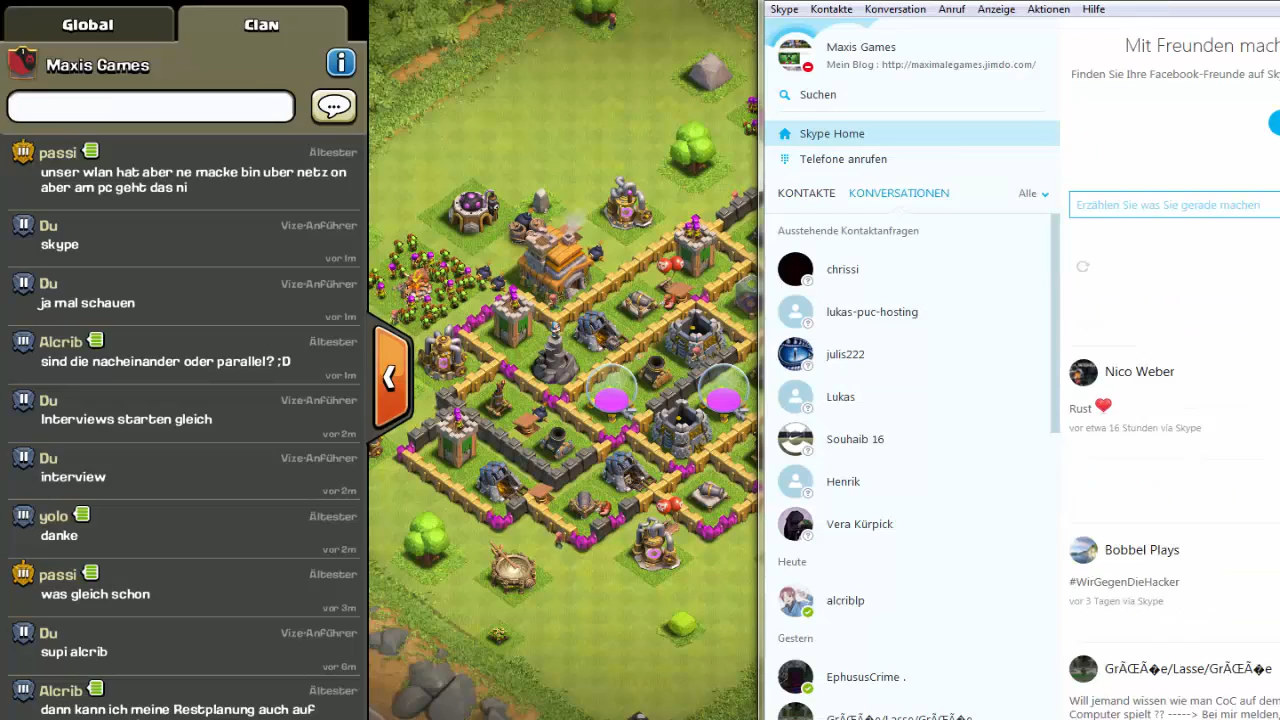 Global
Clan
Maxis Games
passi
Ältester
unser plan hat aber ne macke bin über netz on
aber am pc geht das ni
Du
Vize-Anführer
skype
vor 1m
Du
Vize-Anführer
ja mal schauen
vor 1m
Alcrib
Ältester
sind die nacheinander oder parallel? ;D
vor 1m
Du
Vize-Anführer
Interviews starten gleich
vor 2m
Du
Vize-Anführer
interview
vor 2m
yolo
Ältester
danke
vor 2m
passi
Ältester
was gleich schon
vor 3m
Du
Vize-Anführer
supi alcrib
vor 6m
Alcrib
Ältester
dann kann ich meine Restplanung auch auf
Skype Kontakte Konversation Anruf Anzeige Aktionen Hilfe
Maxis Games
Mein Blog : http://maximalegames.jimdo.com/
Suchen
Skype Home
Telefone anrufen
KONTAKTE KONVERSATIONEN Alle
Ausstehende Kontaktanfragen
chrissi
lukas-puc-hosting
julis222
Lukas
Souhaib 16
Henrik
Vera Kürpick
Heute
alcriblp
Gestern
EphususCrime .
Mit Freunden mach
Finden Sie Ihre Facebook-Freunde auf Sk
Erzählen Sie was Sie gerade machen
Nico Weber
Rust ❤
vor etwa 16 Stunden via Skype
Bobbel Plays
#WirGegenDieHacker
vor 3 Tagen via Skype
GrÃŒÆ�e/Lasse/GrÃŒÆ�e
Will jemand wissen wie man CoC auf dem
Computer spielt ?? -----> Bei mir melden